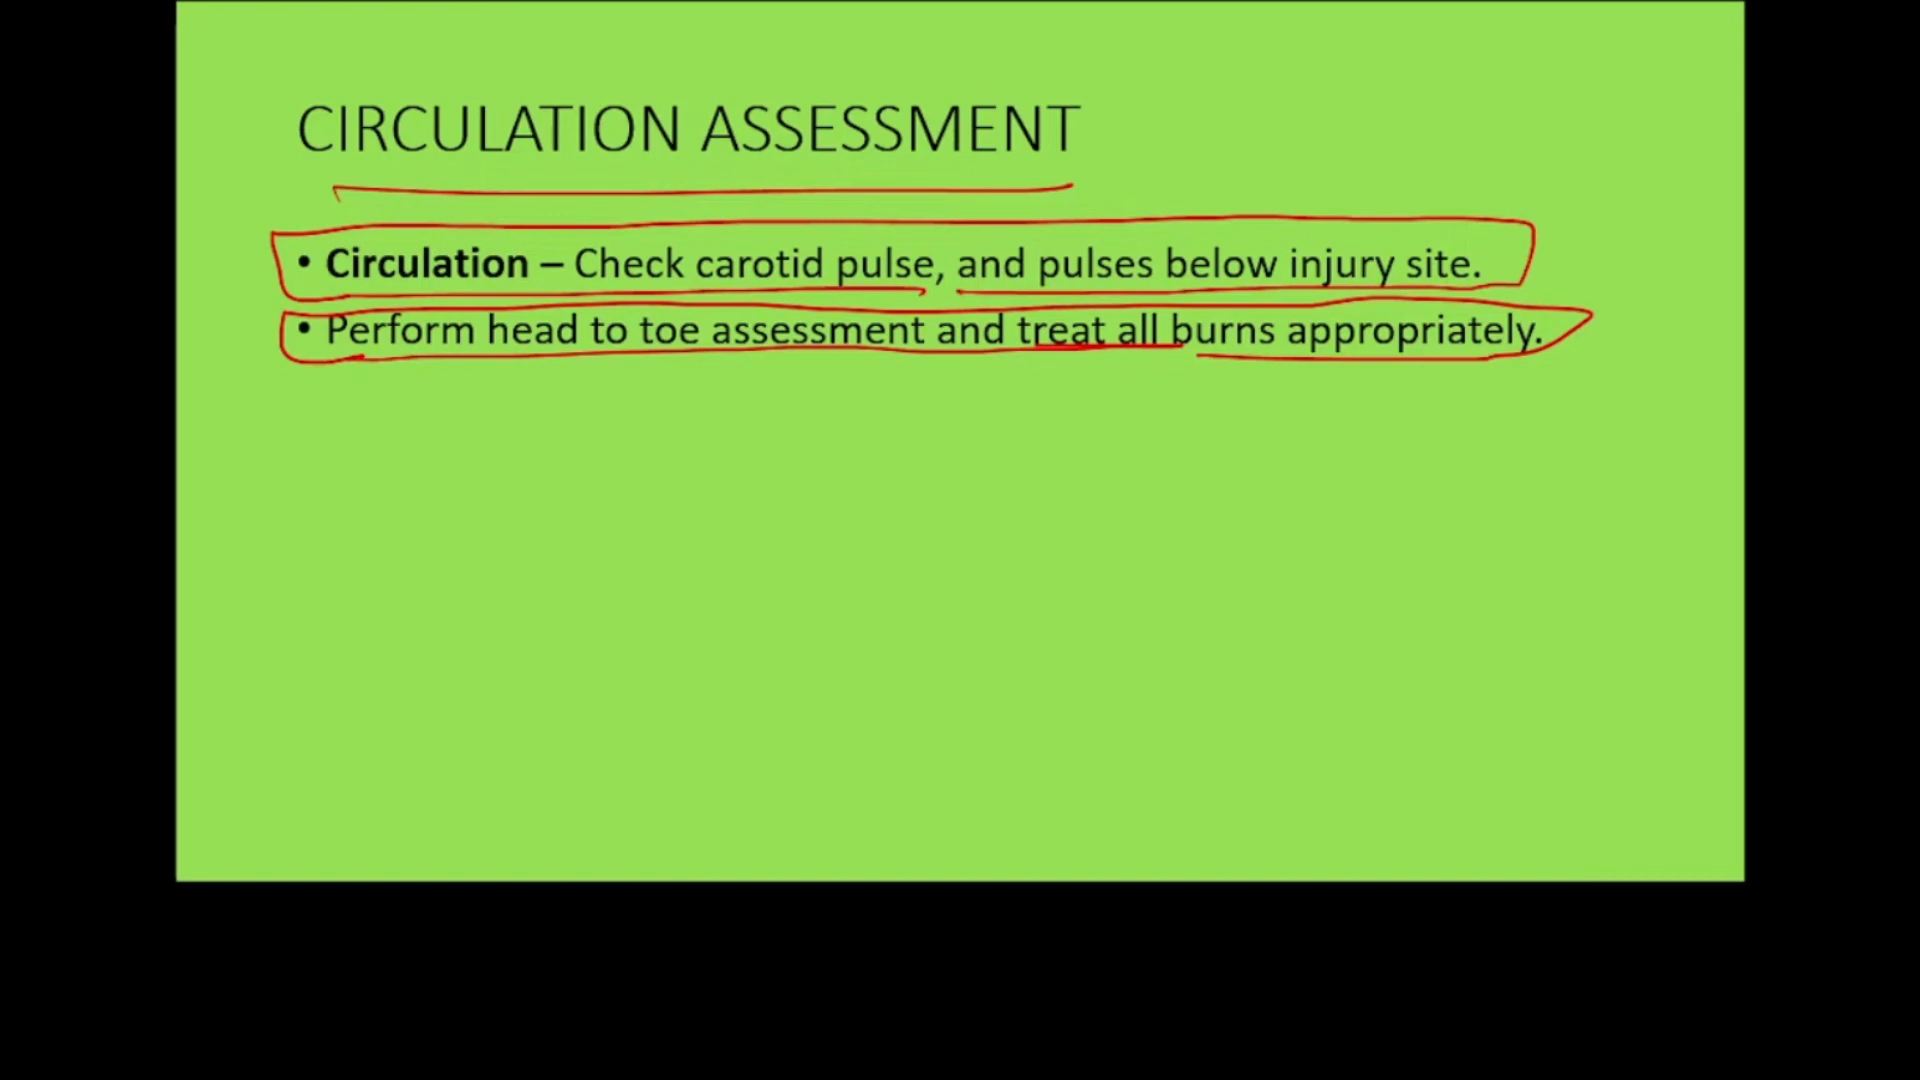 CIRCULATION ASSESSMENT
• Circulation – Check carotid pulse, and pulses below injury site.
• Perform head to toe assessment and treat all burns appropriately.